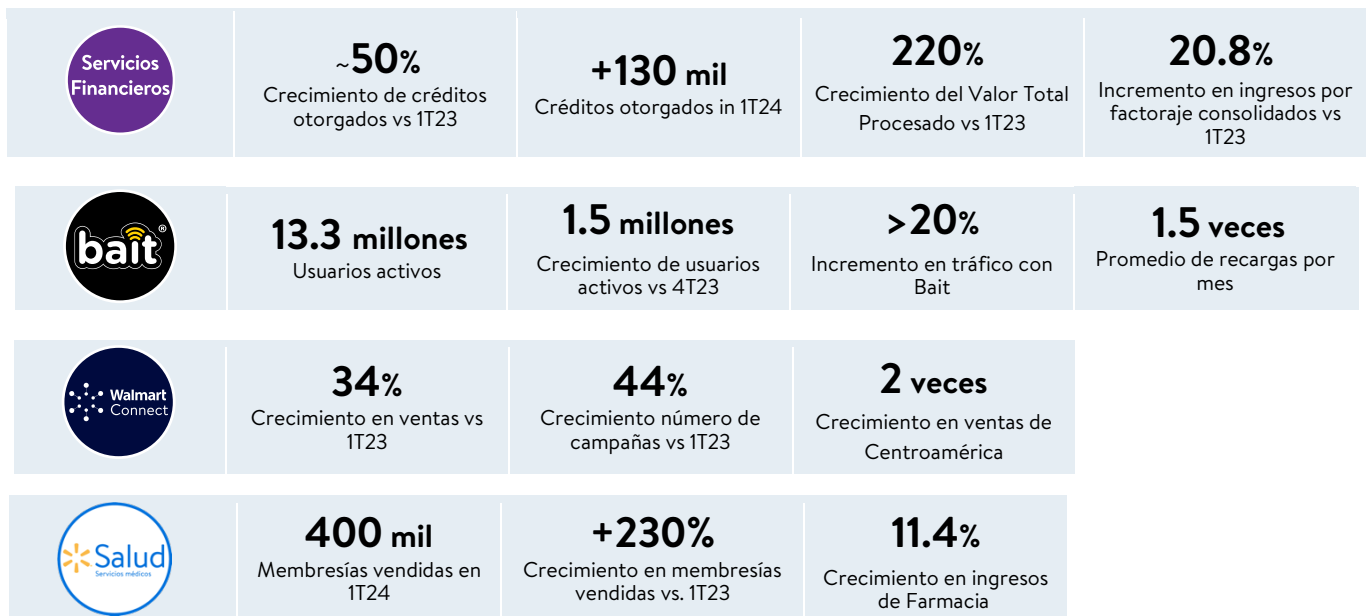 Servicios
Financieros
~50%
Crecimiento de créditos
otorgados vs 1T23
+130 mil
Créditos otorgados in 1T24
220%
Crecimiento del Valor Total
Procesado vs 1T23
20.8%
Incremento en ingresos por
factoraje consolidados vs
1T23
bait®
13.3 millones
Usuarios activos
1.5 millones
Crecimiento de usuarios
activos vs 4T23
>20%
Incremento en tráfico con
Bait
1.5 veces
Promedio de recargas por
mes
Walmart
Connect
34%
Crecimiento en ventas vs
1T23
44%
Crecimiento número de
campañas vs 1T23
2 veces
Crecimiento en ventas de
Centroamérica
Salud
Servicios médicos
400 mil
Membresías vendidas en
1T24
+230%
Crecimiento en membresías
vendidas vs. 1T23
11.4%
Crecimiento en ingresos
de Farmacia